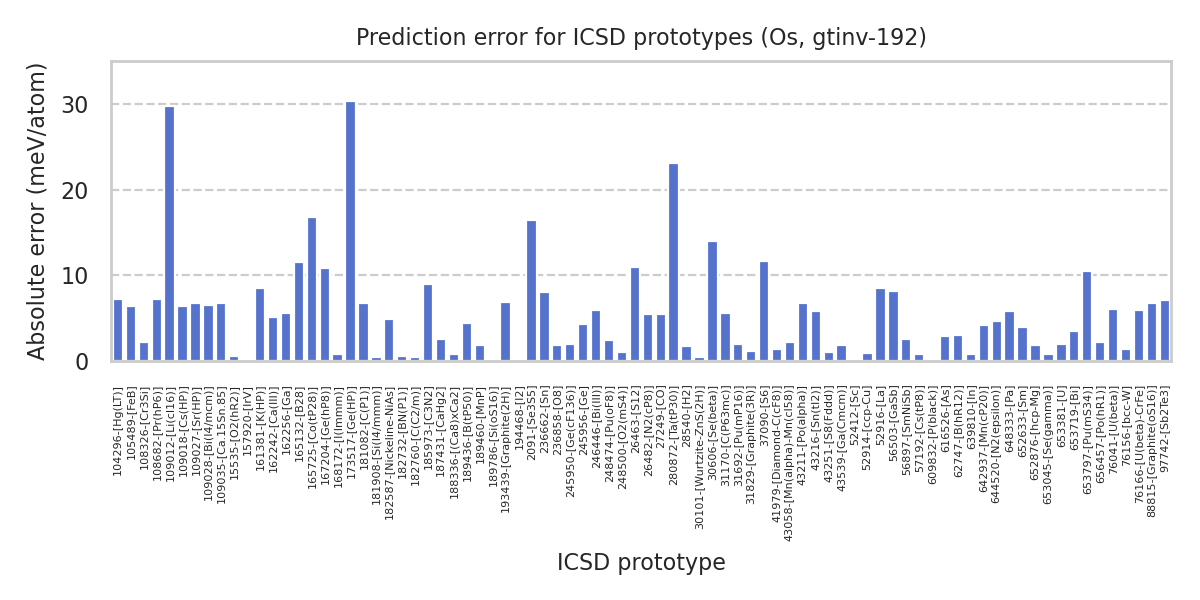 Prediction error for ICSD prototypes (Os, gtinv-192)
Absolute error (meV/atom)
30
20
10
0
104296-[Hg(LT)]
105489-[FeB]
108326-[Cr3Si]
108682-[Pr(hP6)]
109012-[Li(cI16)]
109018-[Cs(HP)]
109027-[Sr(HP)]
109028-[Bi(I4/mcm)]
109035-[Ca.15Sn.85]
15535-[O2(hR2)]
157920-[IrV]
161381-[K(HP)]
162242-[Ca(III)]
162256-[Ga]
165132-[B28]
165725-[Co(tP28)]
167204-[Ge(hP8)]
168172-[I(Immm)]
173517-[Ge(HP)]
181082-[C(P1)]
181908-[Si(I4/mmm)]
182587-[Nickeline-NiAs]
182732-[BN(P1)]
182760-[C(C2/m)]
185973-[C3N2]
187431-[CaHg2]
188336-[(Ca8)xCa2]
189436-[B(tP50)]
189460-[MnP]
189786-[Si(oS16)]
193439-[Graphite(2H)]
194468-[I2]
2091-[Se3S5]
236662-[Sn]
236858-[O8]
245950-[Ge(cF136)]
245956-[Ge]
246446-[Bi(III)]
248474-[Pu(oF8)]
248500-[O2(mS4)]
26463-[S12]
26482-[N2(cP8)]
27249-[CO]
280872-[Ta(tP30)]
28540-[H2]
30101-[Wurtzite-ZnS(2H)]
30606-[Se(beta)]
31170-[C(P63mc)]
31692-[Pu(mP16)]
31829-[Graphite(3R)]
37090-[S6]
41979-[Diamond-C(cF8)]
43058-[Mn(alpha)-Mn(cI58)]
43211-[Po(alpha)]
43216-[Sn(tI2)]
43251-[S8(Fddd)]
43539-[Ga(Cmcm)]
52412-[Sc]
52914-[ccp-Cu]
52916-[La]
56503-[GaSb]
56897-[SmNiSb]
57192-[Cs(tP8)]
609832-[P(black)]
616526-[As]
62747-[B(hR12)]
639810-[In]
642937-[Mn(cP20)]
644520-[N2(epsilon)]
648333-[Pa]
652633-[Sm]
652876-[hcp-Mg]
653045-[Se(gamma)]
653381-[U]
653719-[Bi]
653797-[Pu(mS34)]
656457-[Po(hR1)]
76041-[U(beta)]
76156-[bcc-W]
76166-[U(beta)-CrFe]
88815-[Graphite(oS16)]
97742-[Sb2Te3]
ICSD prototype